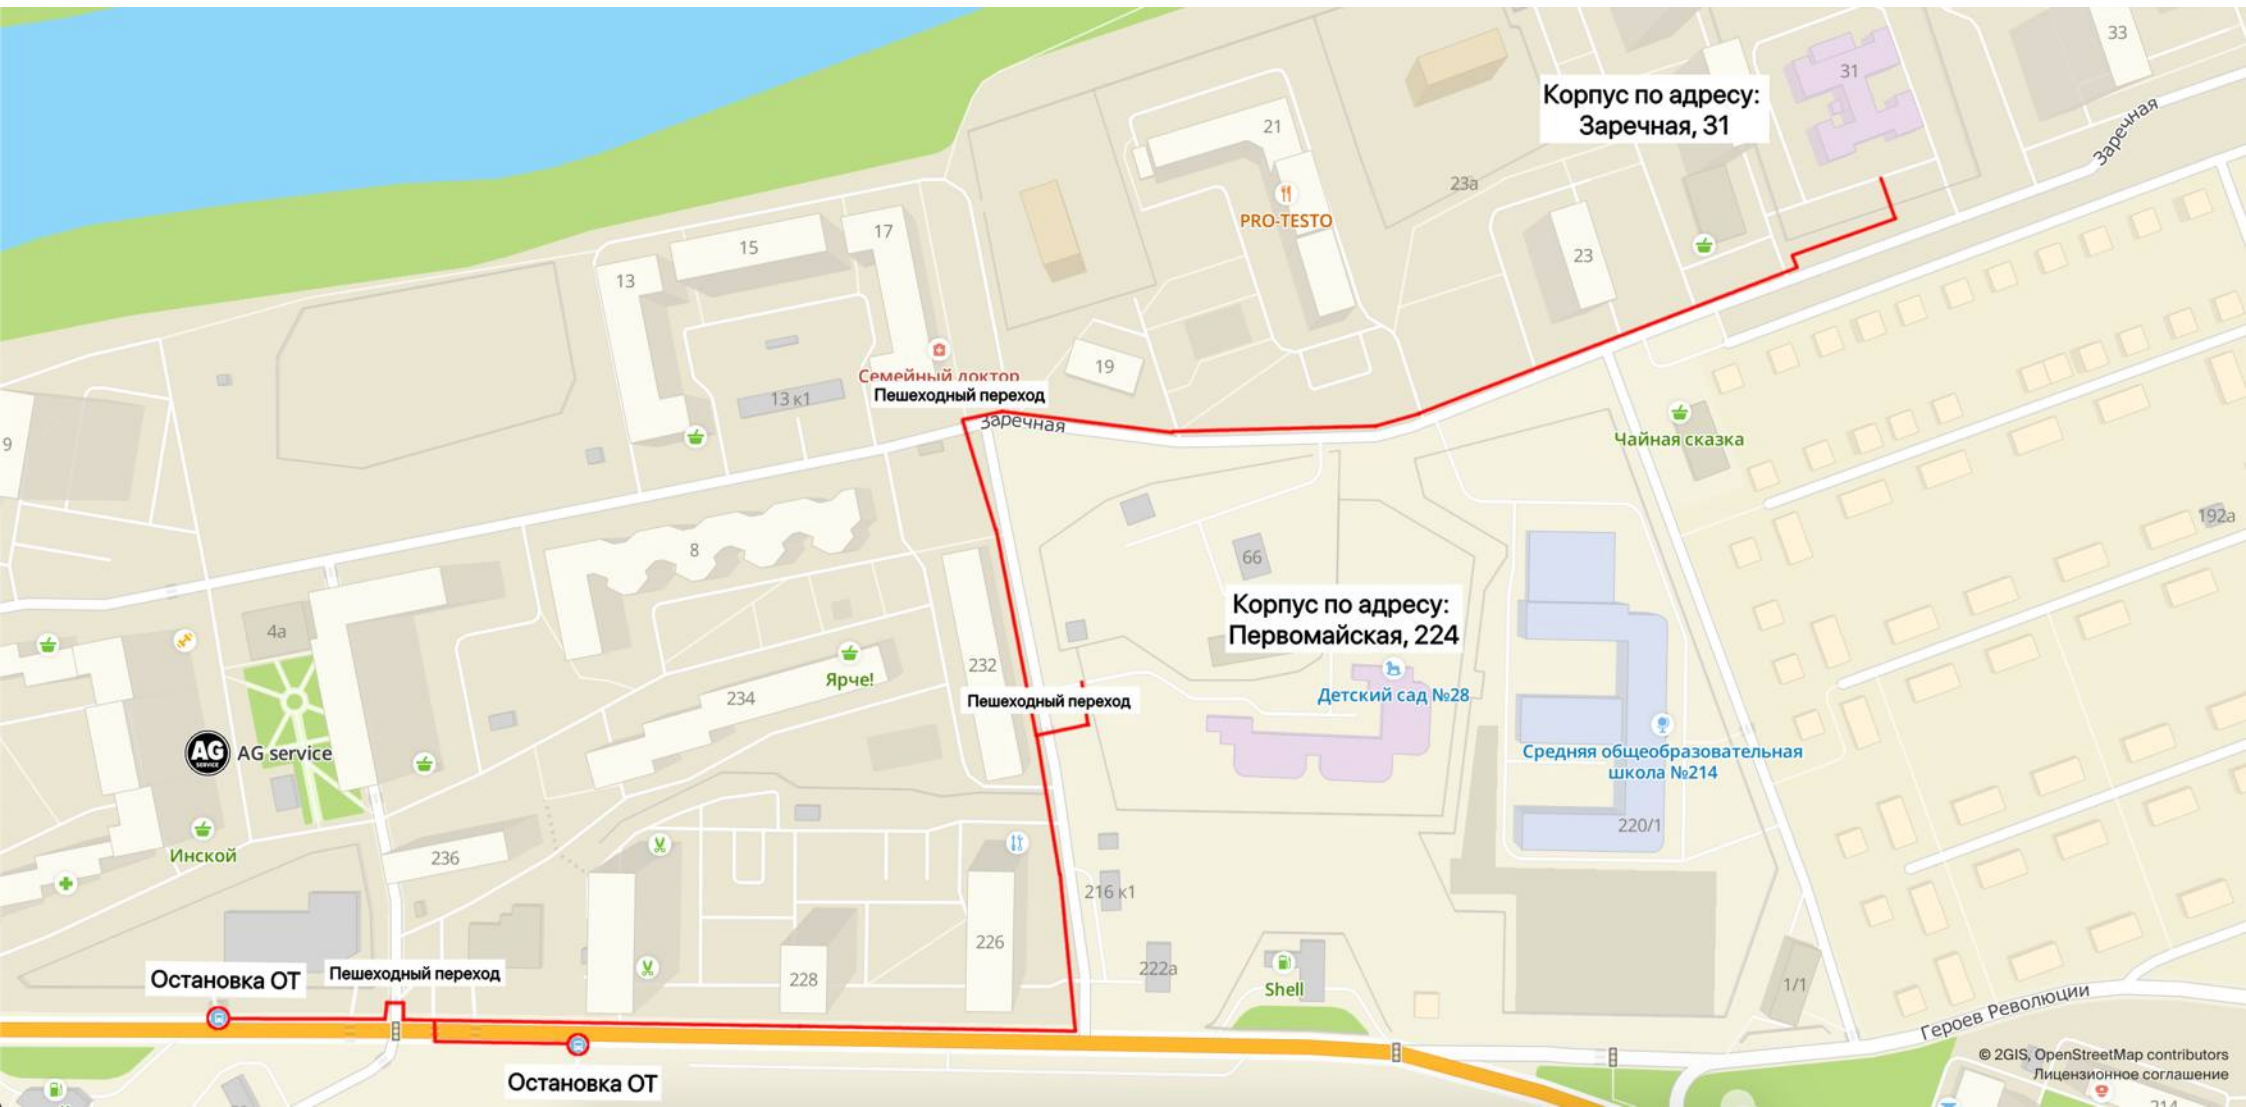 33
31
Корпус по адресу:
Заречная, 31
Заречная
21
23а
PRO-TESTO
17
15
13
23
19
Семейный доктор
Пешеходный переход
13 к1
Заречная
Чайная сказка
9
192а
8
66
Корпус по адресу:
Первомайская, 224
4а
232
Ярче!
234
Детский сад №28
Пешеходный переход
AG
SERVICE
AG service
Средняя общеобразовательная
школа №214
220/1
Инской
236
216 к1
226
228
222а
Shell
1/1
Остановка ОТ
Пешеходный переход
Героев Революции
Остановка ОТ
© 2GIS, OpenStreetMap contributors
Лицензионное соглашение
214